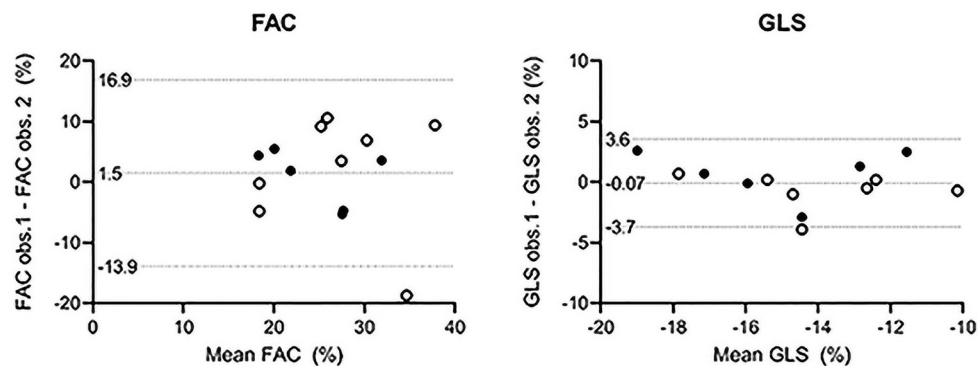 FAC
FAC obs.1 - FAC obs. 2 (%)
20
16.9
10
1.5
0
-10
-13.9
-20
0 10 20 30 40
Mean FAC (%)
GLS
GLS obs.1 - GLS obs. 2 (%)
10
5
3.6
0
-0.07
-3.7
-5
-10
-20 -18 -16 -14 -12 -10
Mean GLS (%)